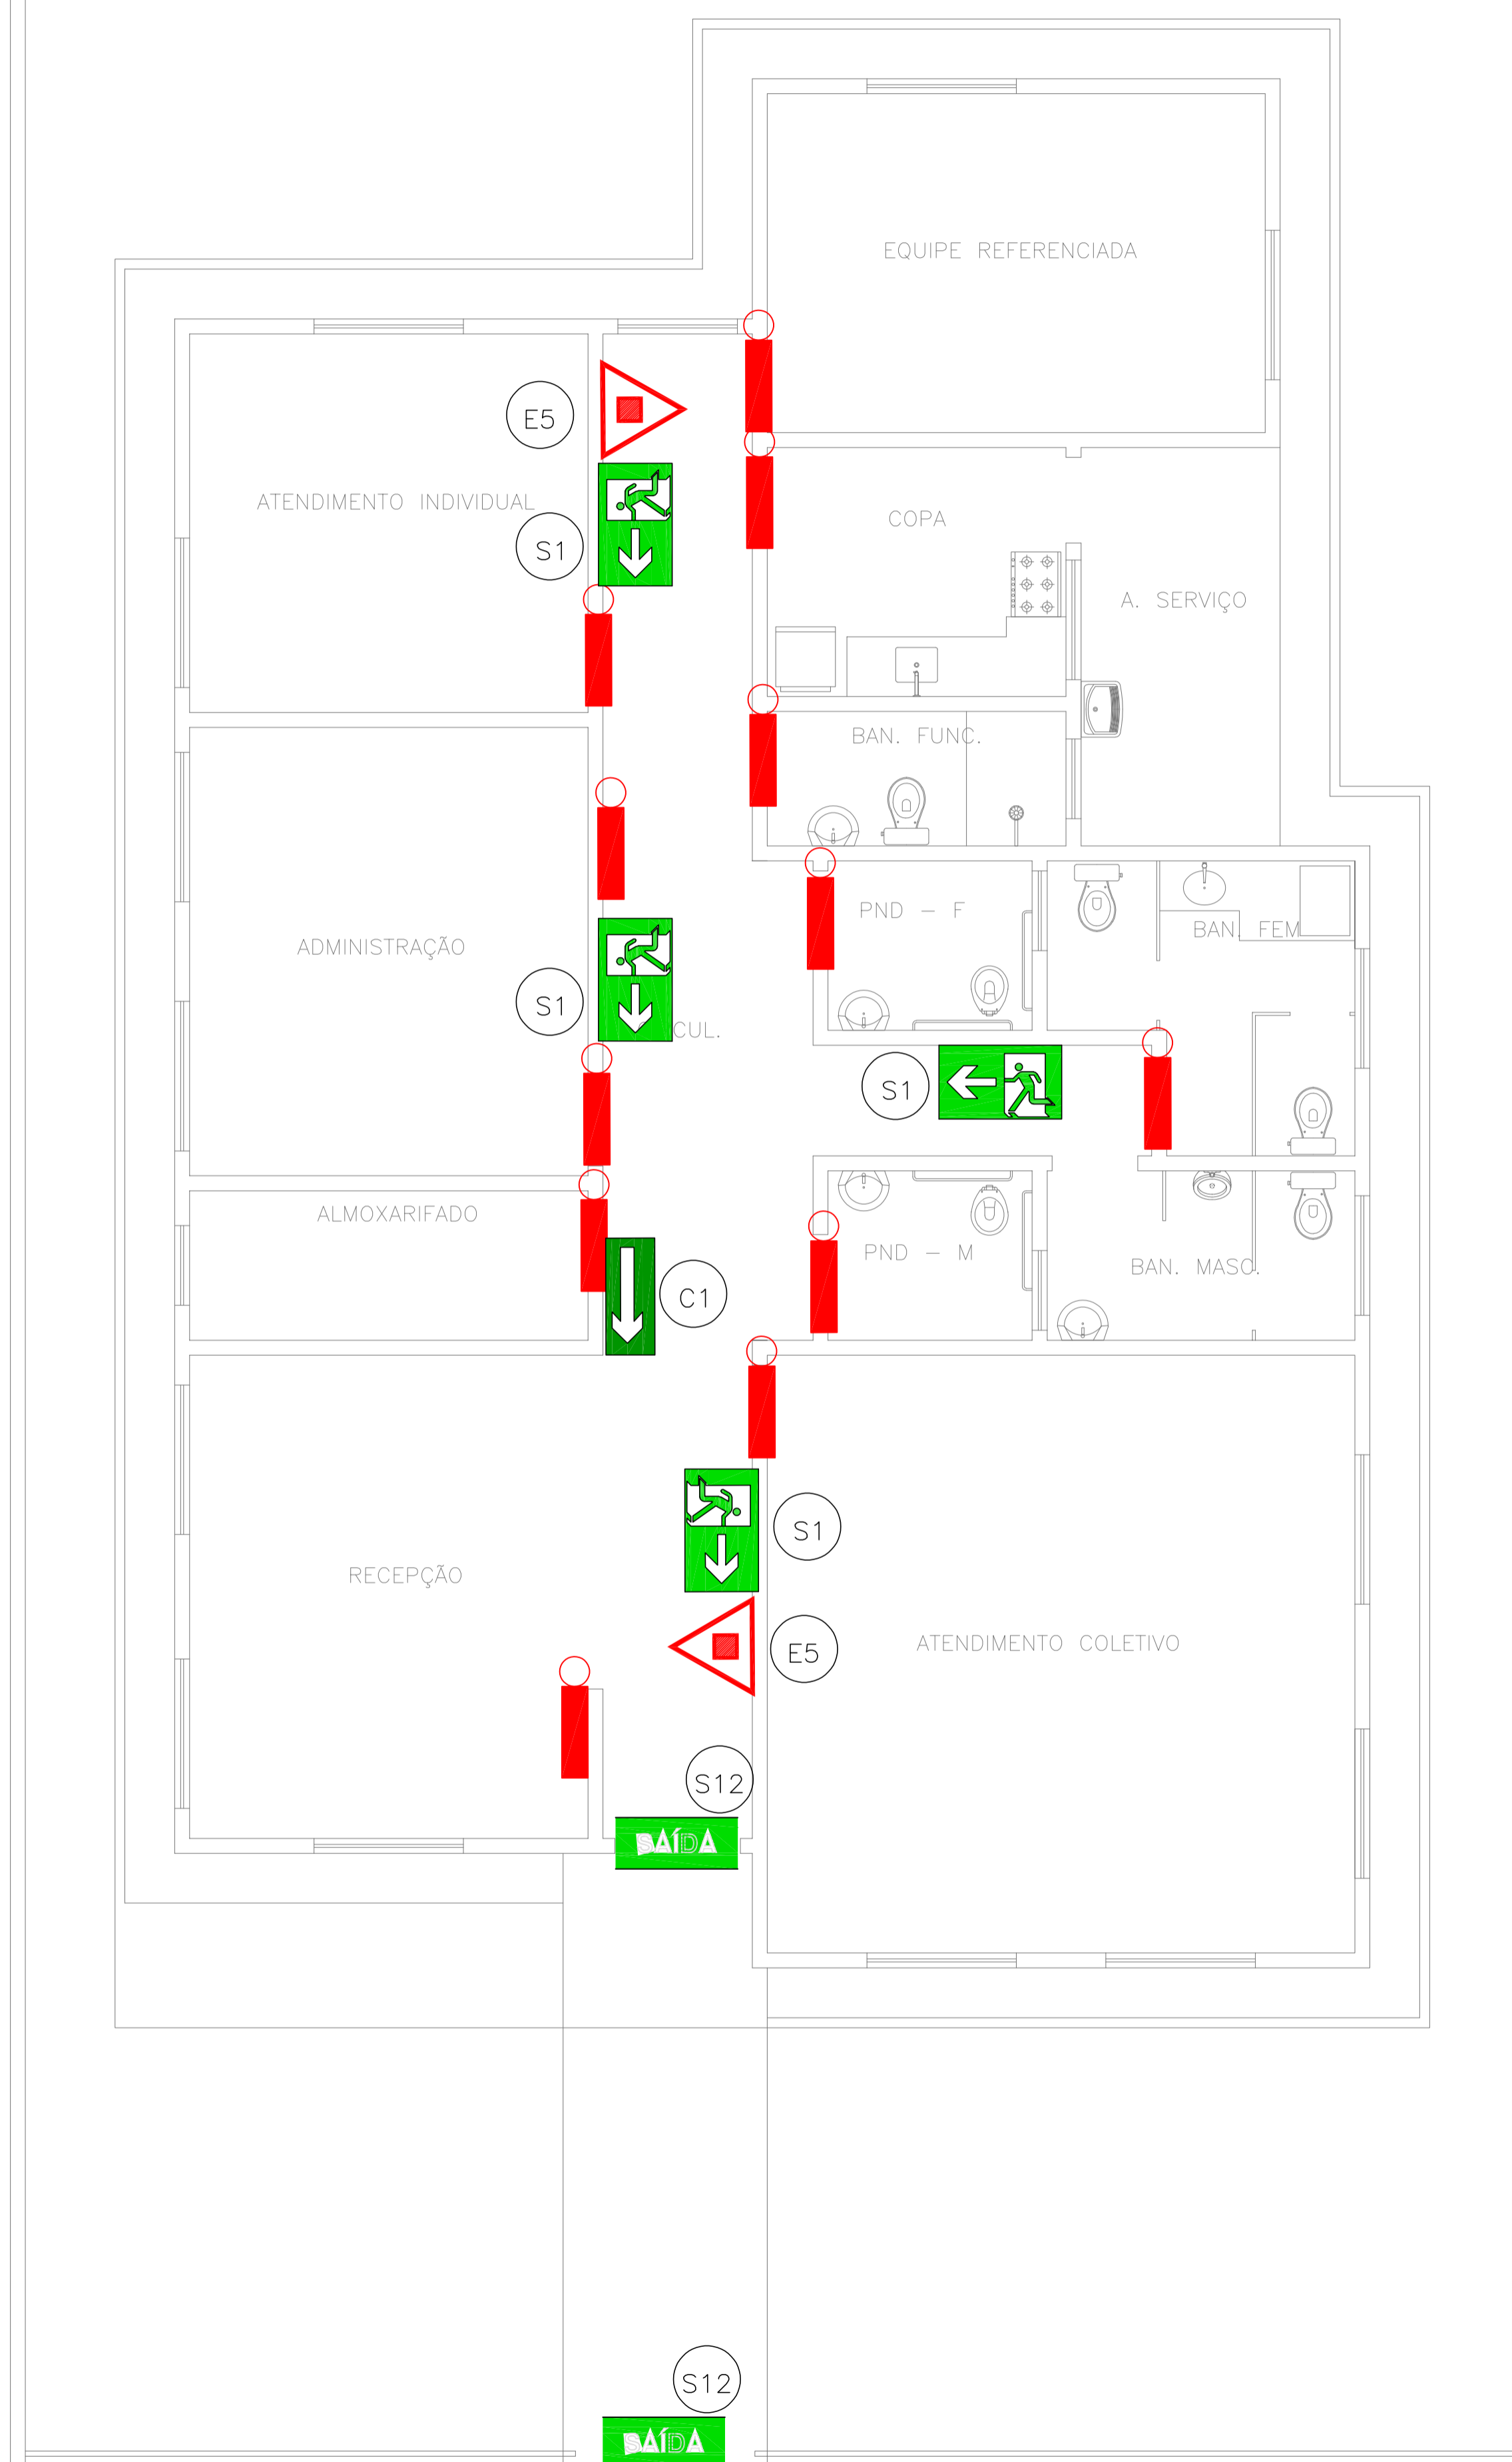 EQUIPE REFERENCIADA
E5
ATENDIMENTO INDIVIDUAL
COPA
S1
A. SERVIÇO
BAN. FUNC.
PND - F
BAN. FEM
ADMINISTRAÇÃO
S1
CUL.
S1
ALMOXARIFADO
PND - M
BAN. MASC.
C1
S1
RECEPÇÃO
ATENDIMENTO COLETIVO
E5
S12
SAÍDA
S12
SAÍDA